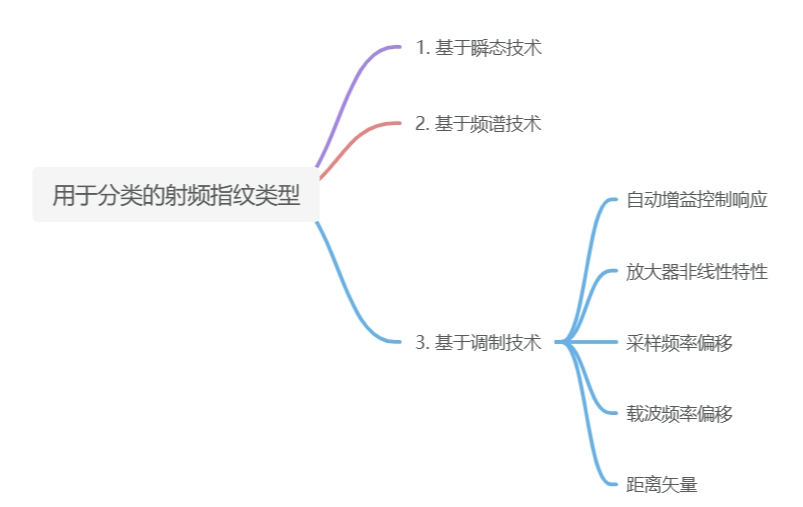 用于分类的射频指纹类型
1. 基于瞬态技术
2. 基于频谱技术
3. 基于调制技术
自动增益控制响应
放大器非线性特性
采样频率偏移
载波频率偏移
距离矢量